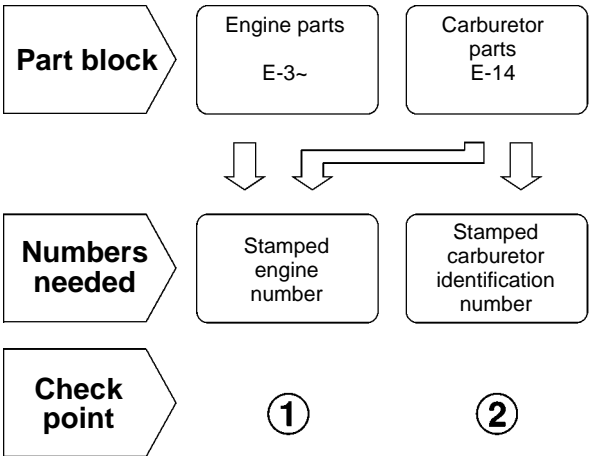 Part block
Engine parts
E-3~
Carburetor
parts
E-14
Numbers
needed
Stamped
engine
number
Stamped
carburetor
identification
number
Check
point
1
2